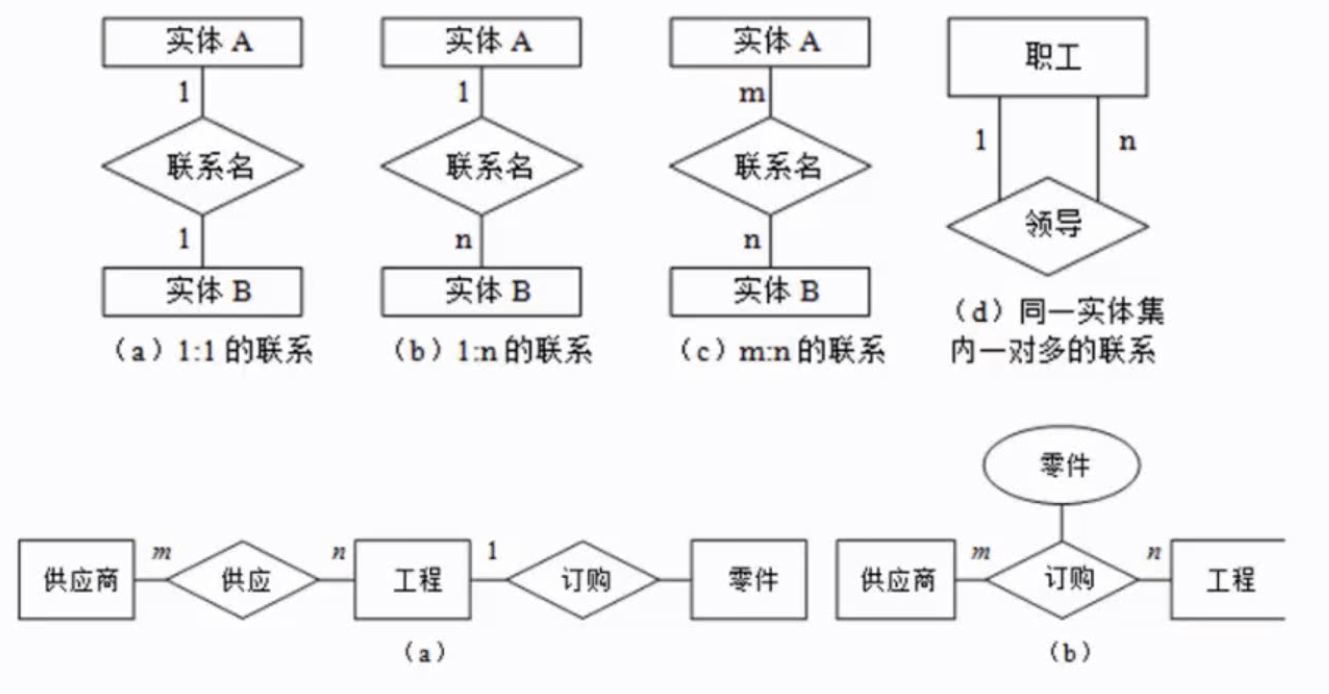 实体 A
1
联系名
1
实体 B
(a) 1:1 的联系
实体 A
1
联系名
n
实体 B
(b) 1:n 的联系
实体 A
m
联系名
n
实体 B
(c) m:n 的联系
职工
1
n
领导
(d) 同一实体集
内一对多的联系
供应商
m
供应
n
工程
1
订购
零件
(a)
零件
供应商
m
订购
n
工程
(b)